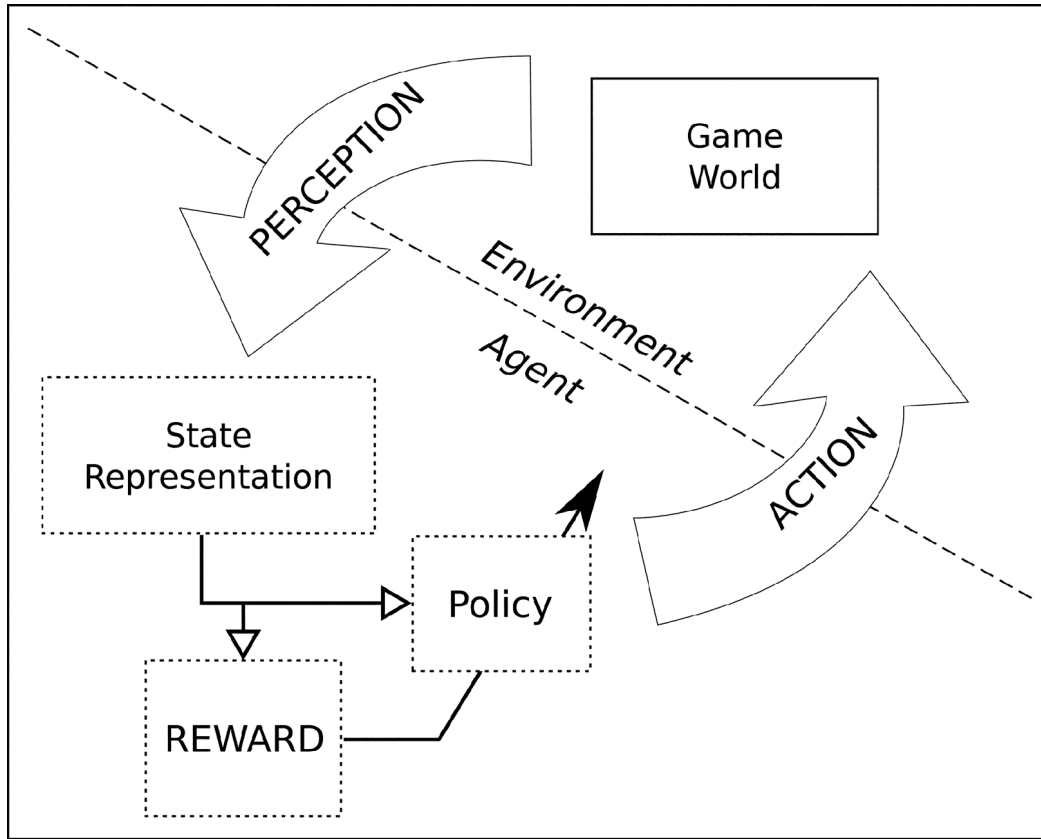 PERCEPTION
Game
World
Environment
Agent
State
Representation
ACTION
Policy
REWARD